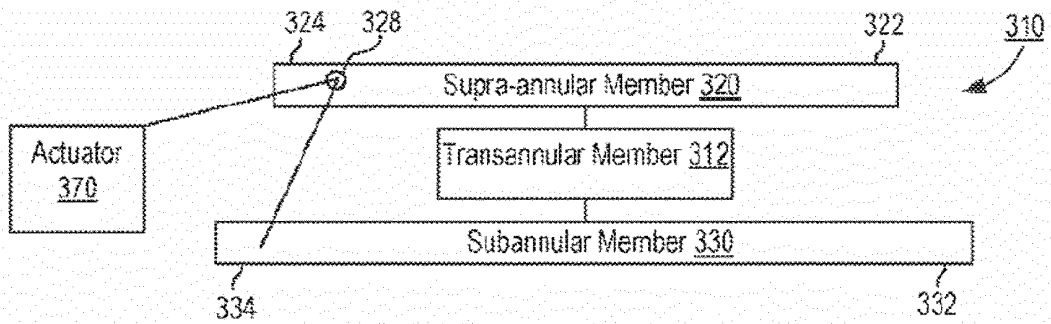 324
328
322
310
Supra-annular Member 320
Actuator
370
Transannular Member 312
Subannular Member 330
334
332